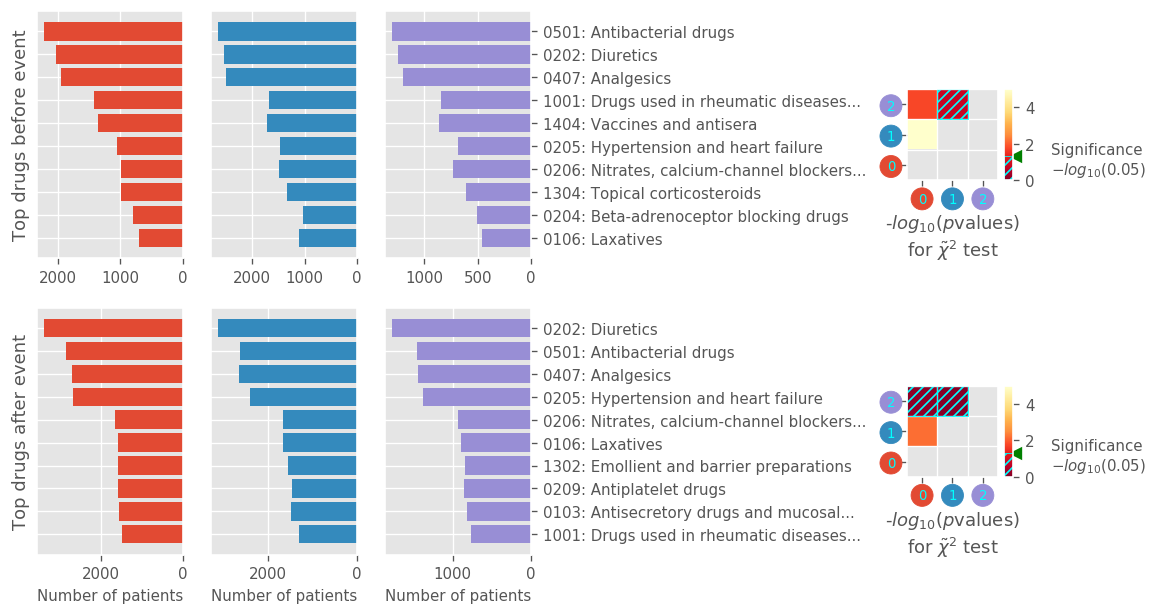 Top drugs before event
0501: Antibacterial drugs
0202: Diuretics
0407: Analgesics
1001: Drugs used in rheumatic diseases...
1404: Vaccines and antisera
0205: Hypertension and heart failure
0206: Nitrates, calcium-channel blockers...
1304: Topical corticosteroids
0204: Beta-adrenoceptor blocking drugs
0106: Laxatives
2000 1000 0
2000 1000 0
1000 500 0
2
1
0
0 1 2
4
2
0
Significance
−log₁₀(0.05)
-log₁₀(pvalues)
for χ̃² test
Top drugs after event
0202: Diuretics
0501: Antibacterial drugs
0407: Analgesics
0205: Hypertension and heart failure
0206: Nitrates, calcium-channel blockers...
0106: Laxatives
1302: Emollient and barrier preparations
0209: Antiplatelet drugs
0103: Antisecretory drugs and mucosal...
1001: Drugs used in rheumatic diseases...
2000 0
2000 0
1000 0
Number of patients
Number of patients
Number of patients
2
1
0
0 1 2
4
2
0
Significance
−log₁₀(0.05)
-log₁₀(pvalues)
for χ̃² test